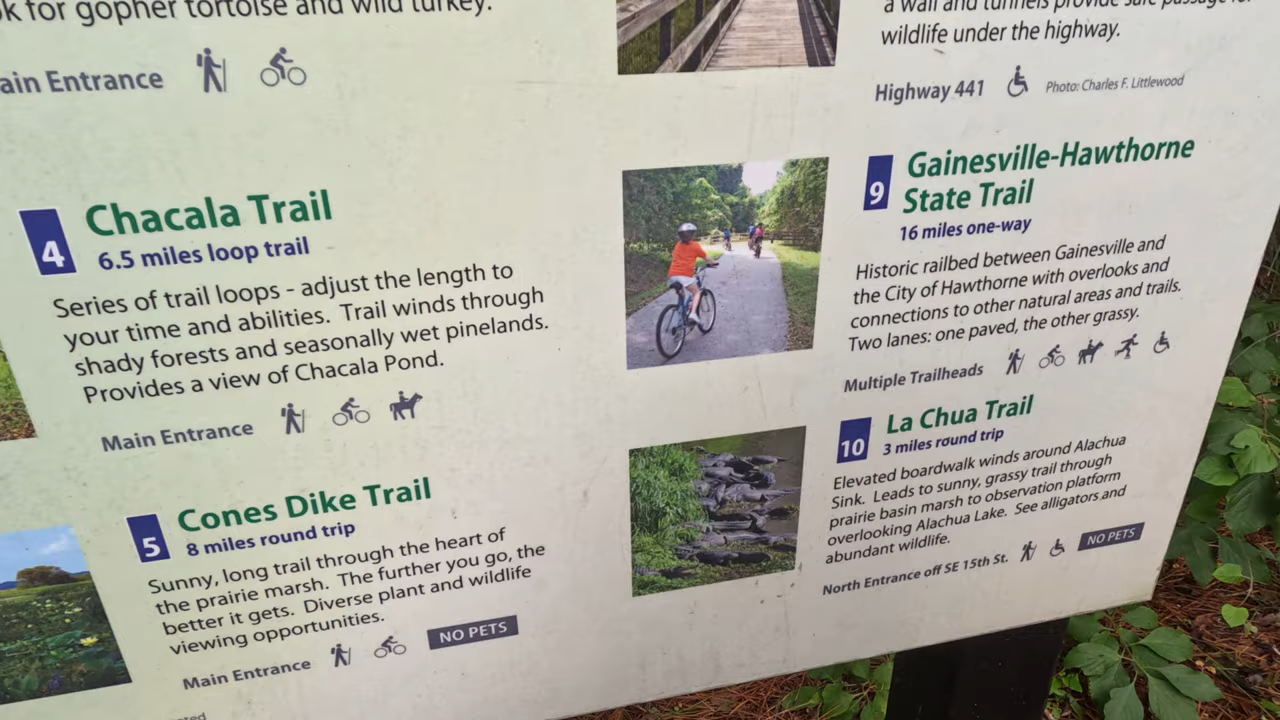 k for gopher tortoise and wild turkey.
ain Entrance
4
Chacala Trail
6.5 miles loop trail
Series of trail loops - adjust the length to
your time and abilities. Trail winds through
shady forests and seasonally wet pinelands.
Provides a view of Chacala Pond.
Main Entrance
5
Cones Dike Trail
8 miles round trip
Sunny, long trail through the heart of
the prairie marsh. The further you go, the
better it gets. Diverse plant and wildlife
viewing opportunities.
Main Entrance
NO PETS
a wall and tunnels provide safe passage for
wildlife under the highway.
Highway 441
Photo: Charles F. Littlewood
9
Gainesville-Hawthorne
State Trail
16 miles one-way
Historic railbed between Gainesville and
the City of Hawthorne with overlooks and
connections to other natural areas and trails.
Two lanes: one paved, the other grassy.
Multiple Trailheads
10
La Chua Trail
3 miles round trip
Elevated boardwalk winds around Alachua
Sink. Leads to sunny, grassy trail through
prairie basin marsh to observation platform
overlooking Alachua Lake. See alligators and
abundant wildlife.
North Entrance off SE 15th St.
NO PETS